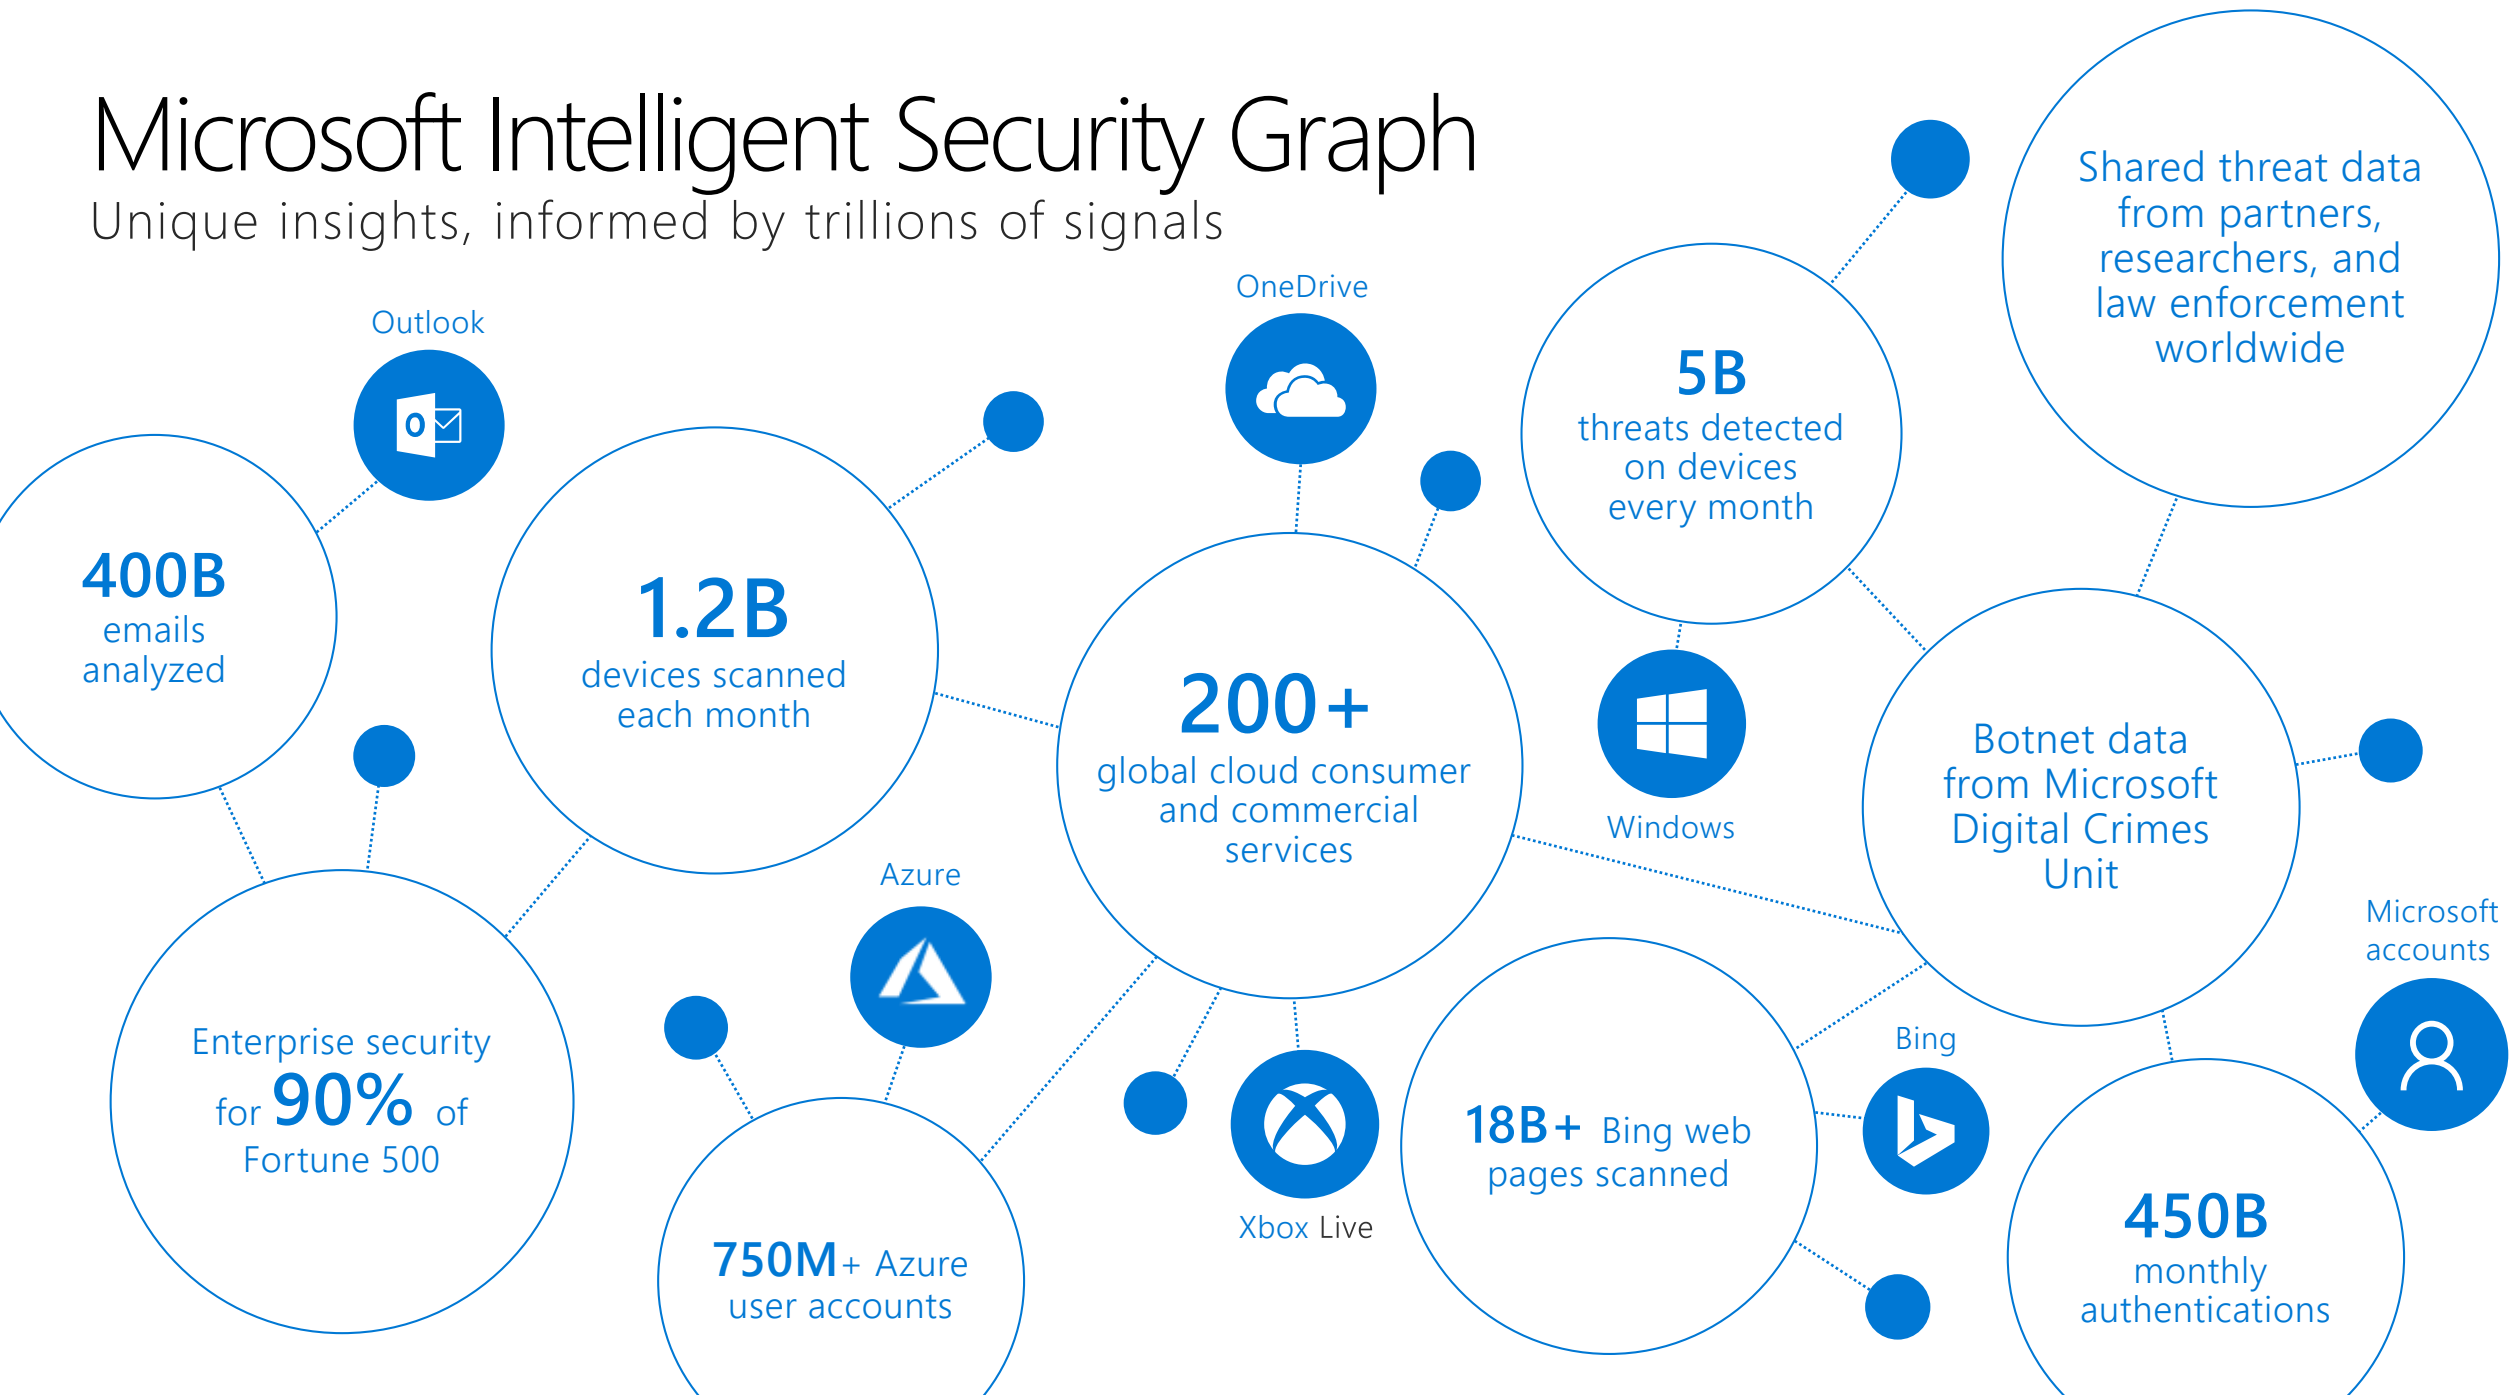 Microsoft Intelligent Security Graph
Unique insights, informed by trillions of signals
Outlook
400B
emails
analyzed
1.2B
devices scanned
each month
OneDrive
200+
global cloud consumer
and commercial
services
5B
threats detected
on devices
every month
Shared threat data
from partners,
researchers, and
law enforcement
worldwide
Windows
Botnet data
from Microsoft
Digital Crimes
Unit
Enterprise security
for 90% of
Fortune 500
Azure
750M+ Azure
user accounts
Xbox Live
18B+ Bing web
pages scanned
Bing
Microsoft
accounts
450B
monthly
authentications